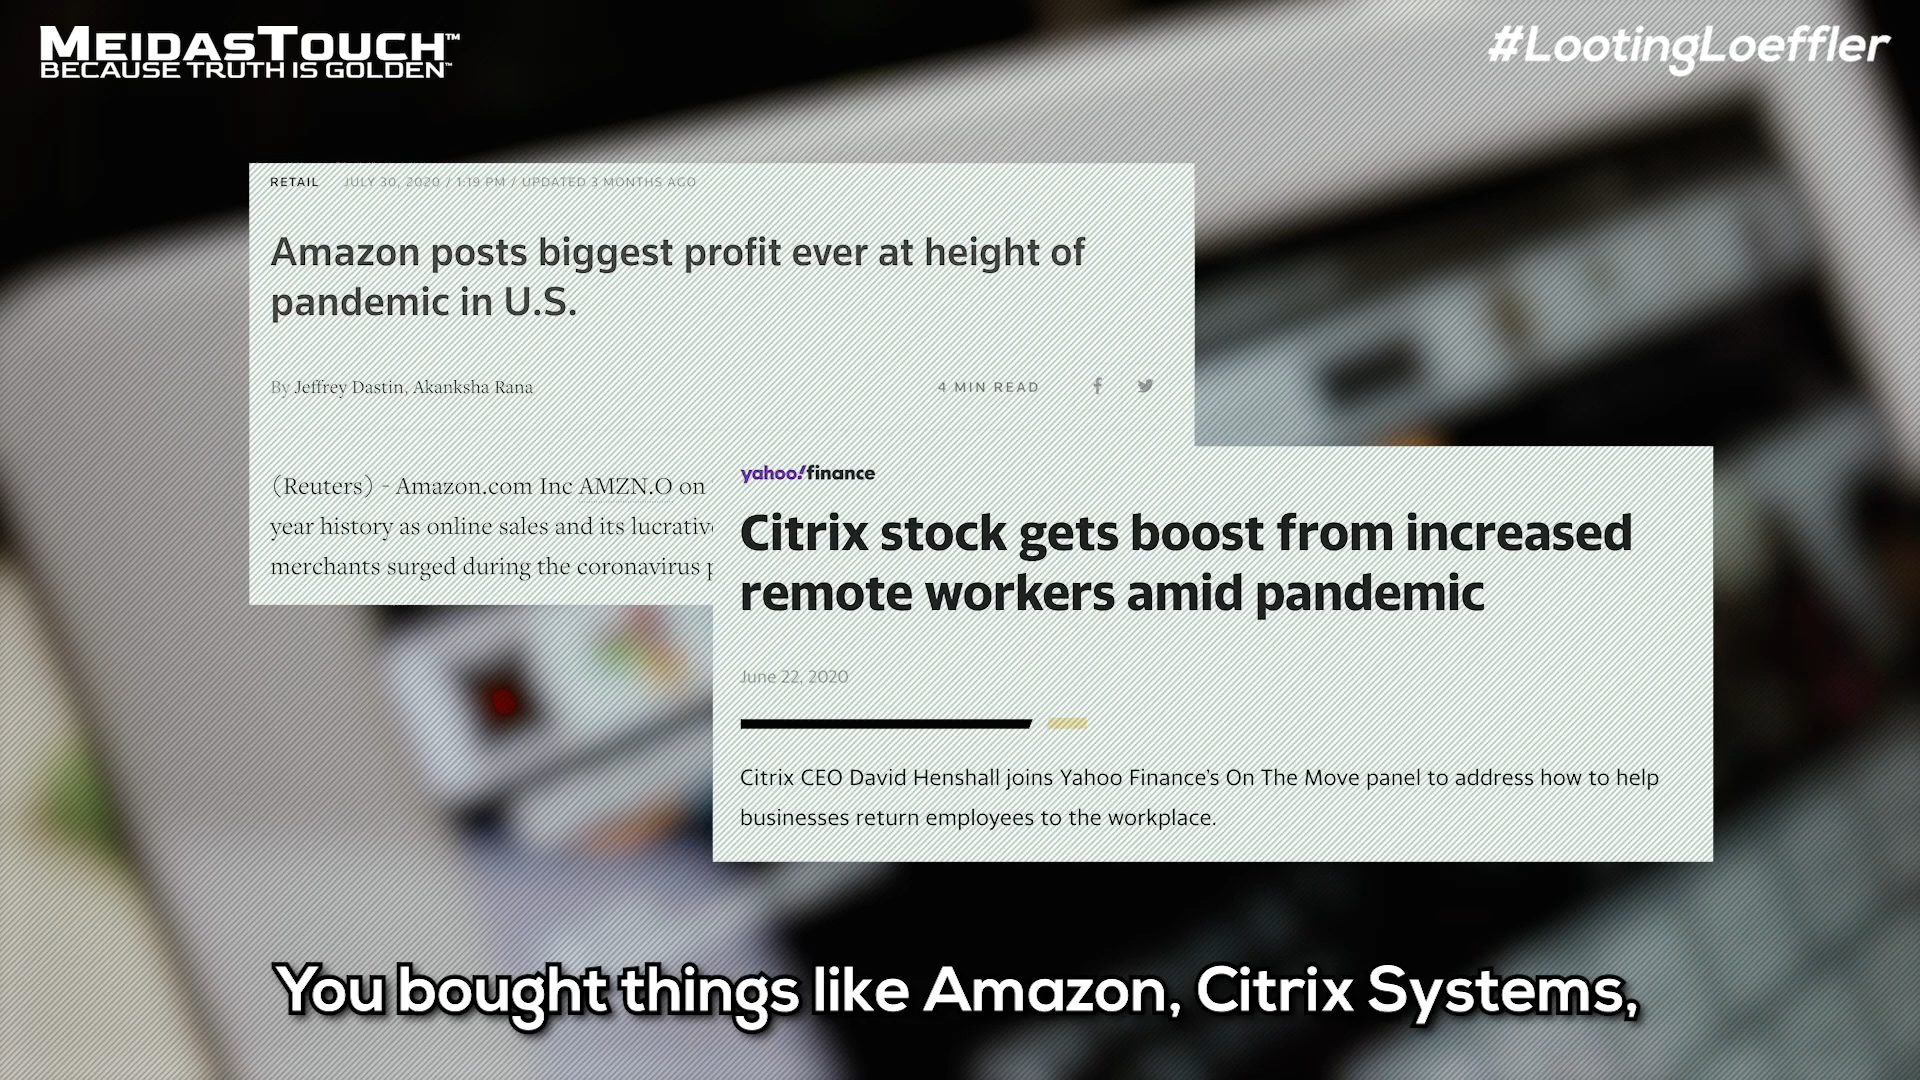 MEIDASTOUCH™
BECAUSE TRUTH IS GOLDEN™
#LootingLoeffler
RETAIL JULY 30, 2020 / 1:19 PM / UPDATED 3 MONTHS AGO
Amazon posts biggest profit ever at height of
pandemic in U.S.
By Jeffrey Dastin, Akanksha Rana
4 MIN READ
(Reuters) - Amazon.com Inc AMZN.O on
year history as online sales and its lucrative
merchants surged during the coronavirus
yahoo!finance
Citrix stock gets boost from increased
remote workers amid pandemic
June 22, 2020
Citrix CEO David Henshall joins Yahoo Finance's On The Move panel to address how to help
businesses return employees to the workplace.
You bought things like Amazon, Citrix Systems,